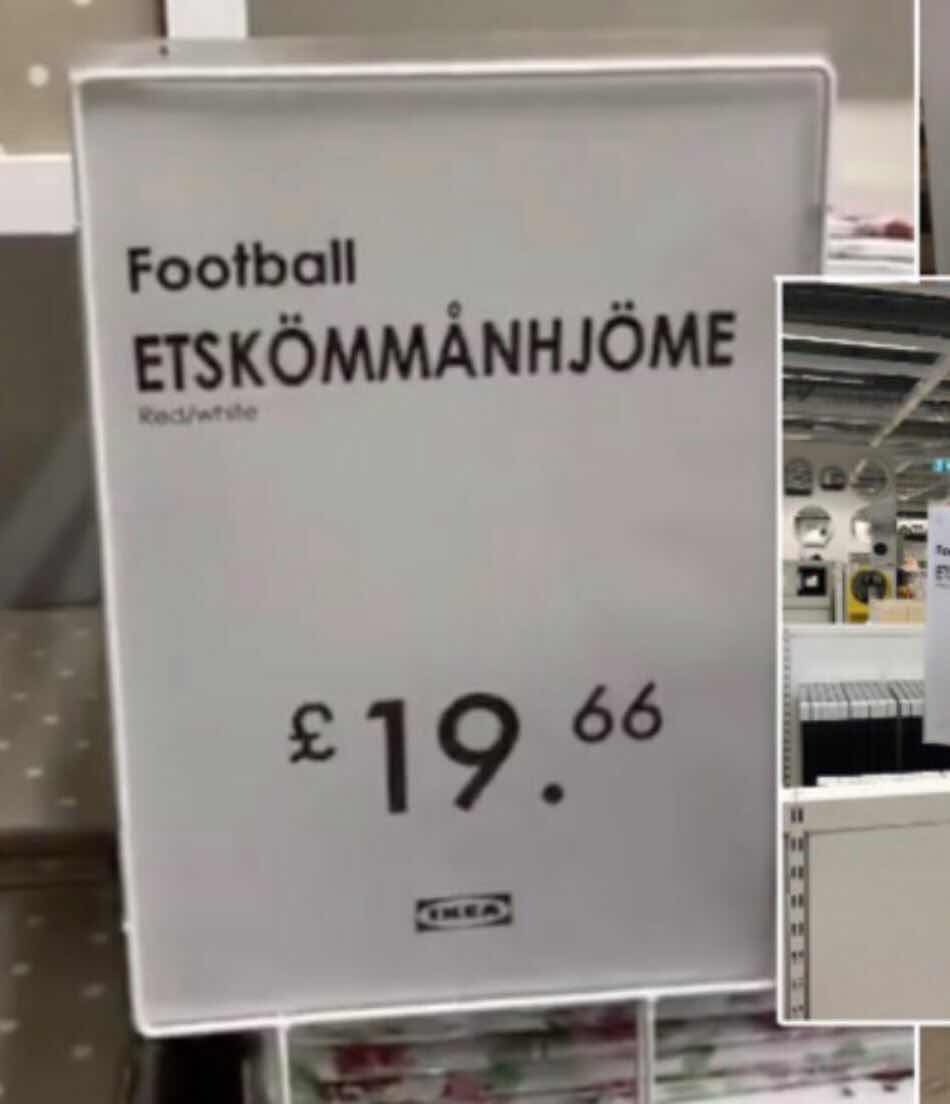 Football
ETSKÖMMÅNHJÖME
Red/white
£19.66
IKEA